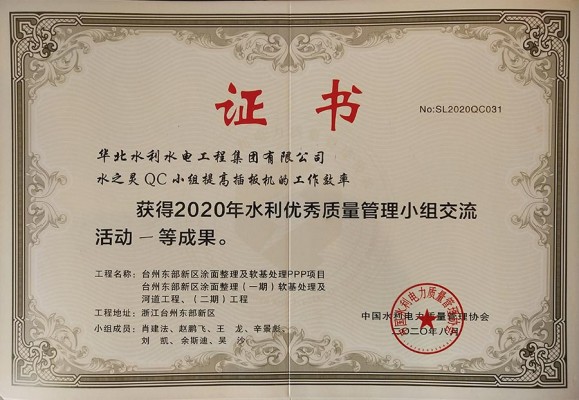 证书
No:SL2020QC031
华北水利水电工程集团有限公司
水之灵QC小组提高插板机的工作效率
获得2020年水利优秀质量管理小组交流
活动一等成果。
工程名称：台州东部新区涂面整理及软基处理PPP项目
台州东部新区涂面整理（一期）软基处理及
河道工程、（二期）工程
工程地址：浙江台州东部新区
小组成员：肖建法、赵鹏飞、王 龙、辛景彪、
刘 凯、余斯迪、吴 沙
中国水利电力质量管理协会
二〇二〇年八月